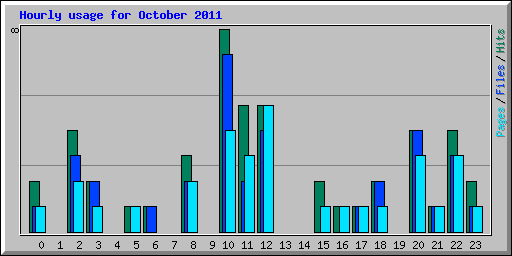 Hourly usage for October 2011
8
Pages/Files/Hits
0 1 2 3 4 5 6 7 8 9 10 11 12 13 14 15 16 17 18 19 20 21 22 23